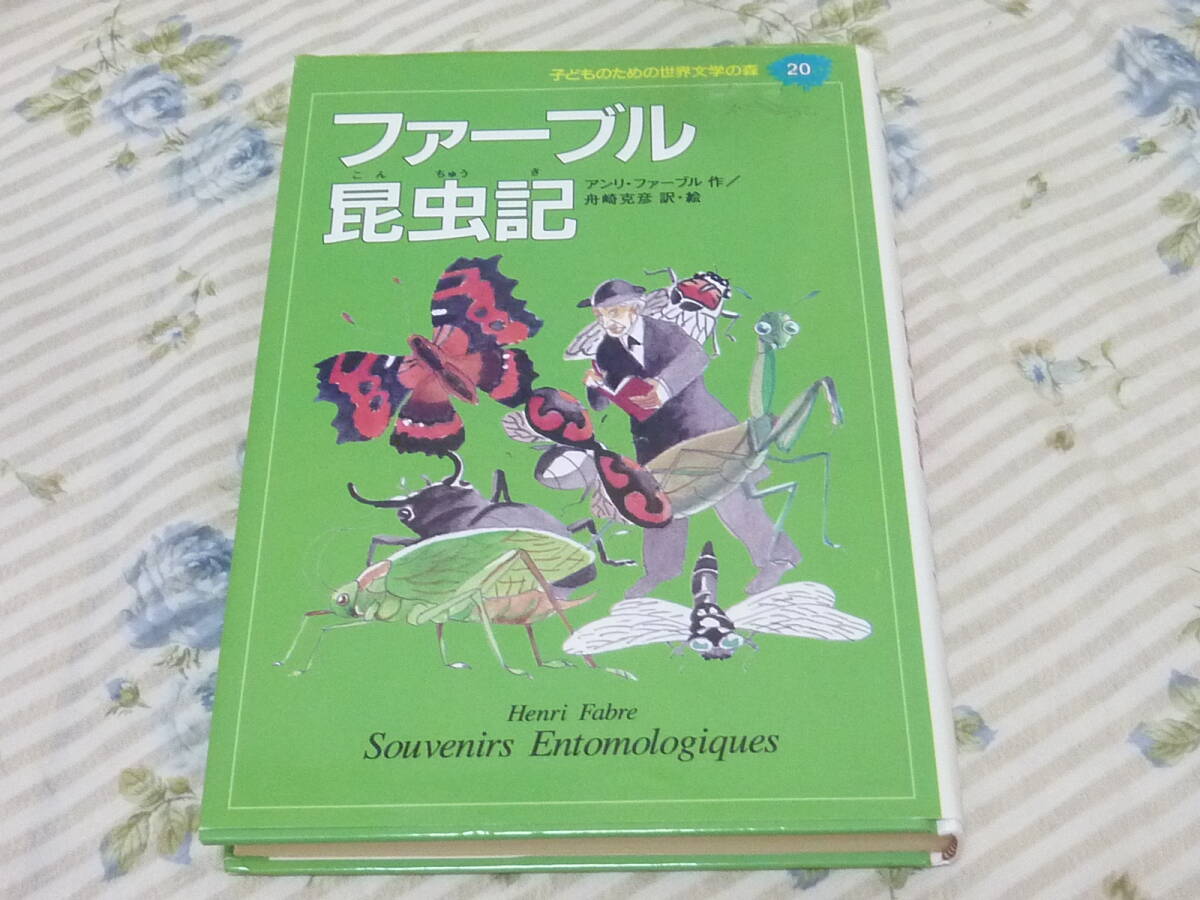 子どものための世界文学の森 20
ファーブル
こん ちゅう き
昆虫記
アンリ・ファーブル 作/
舟崎克彦 訳・絵
Henri Fabre
Souvenirs Entomologiques